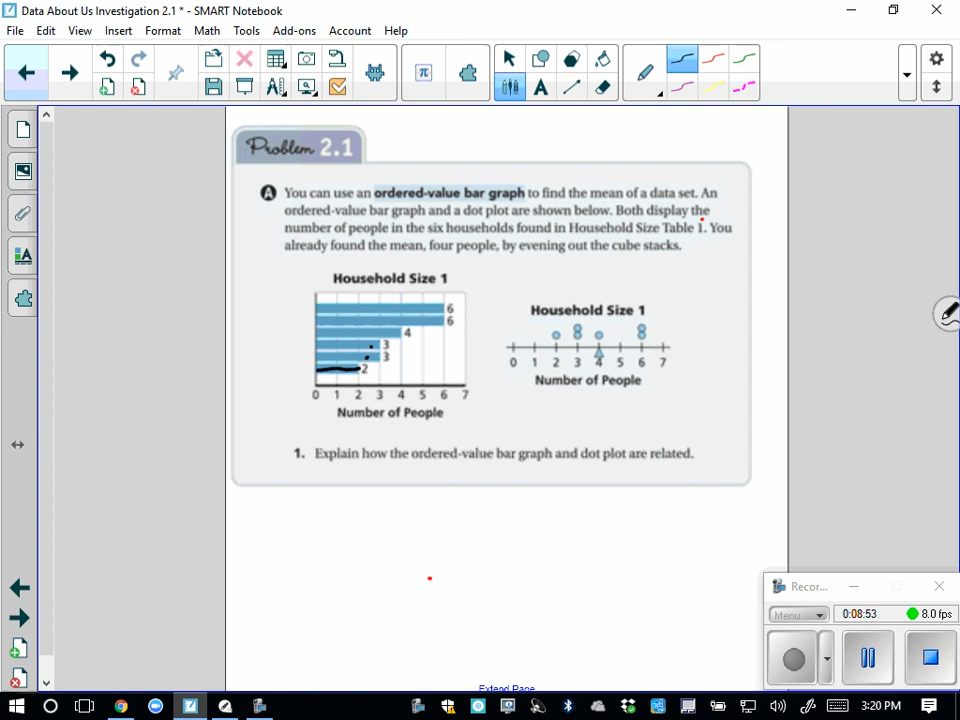 Data About Us Investigation 2.1 * - SMART Notebook
File Edit View Insert Format Math Tools Add-ons Account Help
Problem 2.1
A You can use an ordered-value bar graph to find the mean of a data set. An
ordered-value bar graph and a dot plot are shown below. Both display the
number of people in the six households found in Household Size Table 1. You
already found the mean, four people, by evening out the cube stacks.
Household Size 1
6
6
4
3
3
2
0 1 2 3 4 5 6 7
Number of People
Household Size 1
0 1 2 3 4 5 6 7
Number of People
1. Explain how the ordered-value bar graph and dot plot are related.
Extend Page
Recor...
Menu 0:08:53 8.0 fps
3:20 PM